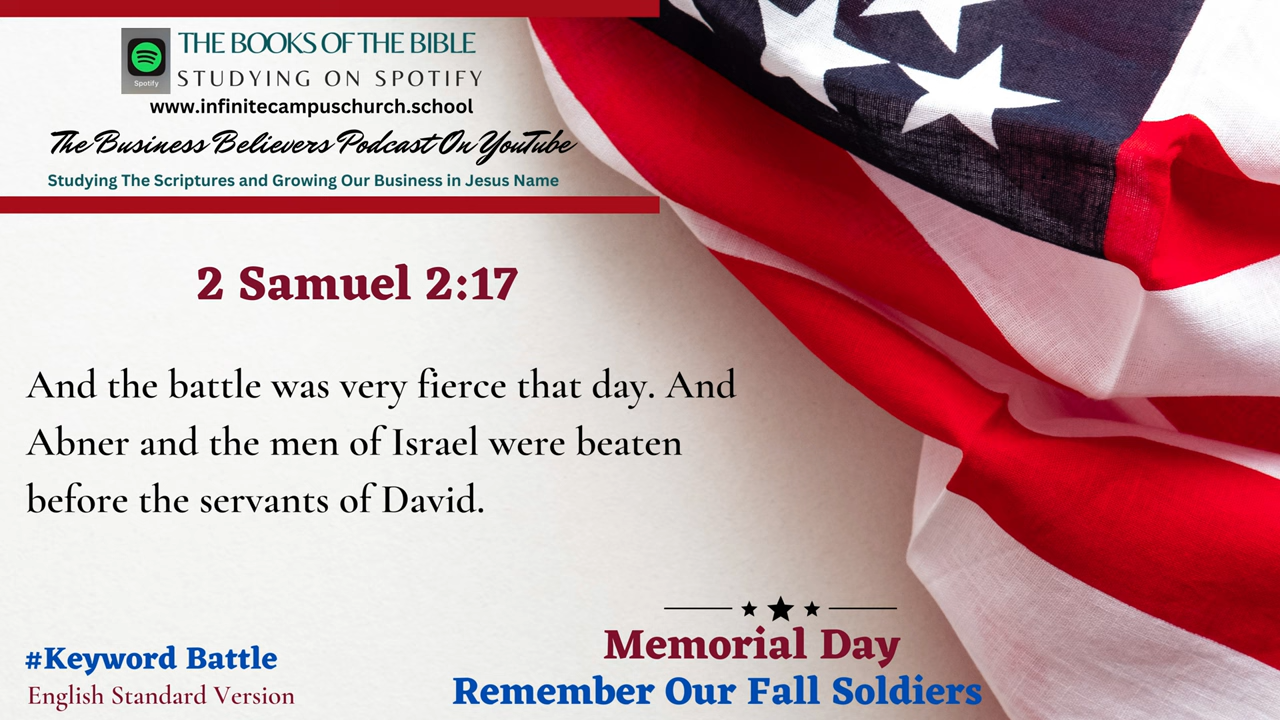 THE BOOKS OF THE BIBLE
Spotify
STUDYING ON SPOTIFY
www.infinitecampuschurch.school
The Business Believers Podcast On YouTube
Studying The Scriptures and Growing Our Business in Jesus Name
2 Samuel 2:17
And the battle was very fierce that day. And
Abner and the men of Israel were beaten
before the servants of David.
#Keyword Battle
English Standard Version
Memorial Day
Remember Our Fall Soldiers